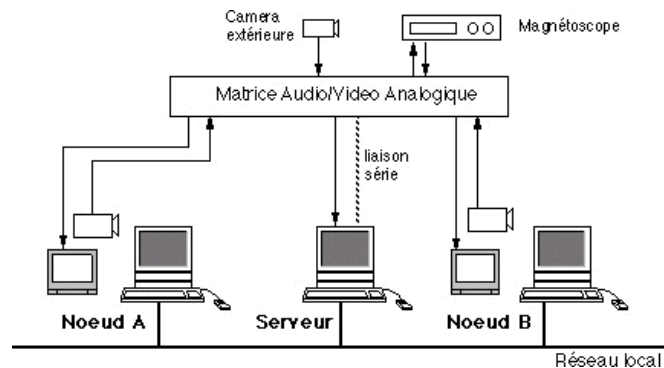 Camera
extérieure
Magnétoscope
Matrice Audio/Video Analogique
liaison
série
Noeud A
Serveur
Noeud B
Réseau local